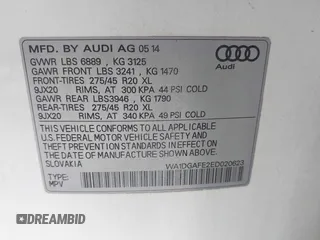 MFD. BY AUDI AG 05 14
GVWR LBS 6889 , KG 3125
GAWR FRONT LBS 3241 , KG 1470
FRONT-TIRES 275/45 R20 XL
9JX20 RIMS, AT 300 KPA 44 PSI COLD
GAWR REAR LBS3946 , KG 1790
REAR-TIRES 275/45 R20 XL
9JX20 RIMS, AT 340 KPA 49 PSI COLD
Audi
THIS VEHICLE CONFORMS TO ALL APPLICABLE
U.S. FEDERAL MOTOR VEHICLE SAFETY AND
THEFT PREVENTION STANDARDS IN EFFECT ON
THE DATE OF MANUFACTURE SHOWN ABOVE.
SLOVAKIA
TYPE:
MPV
WA1DGAFE2ED020623
DREAMBID